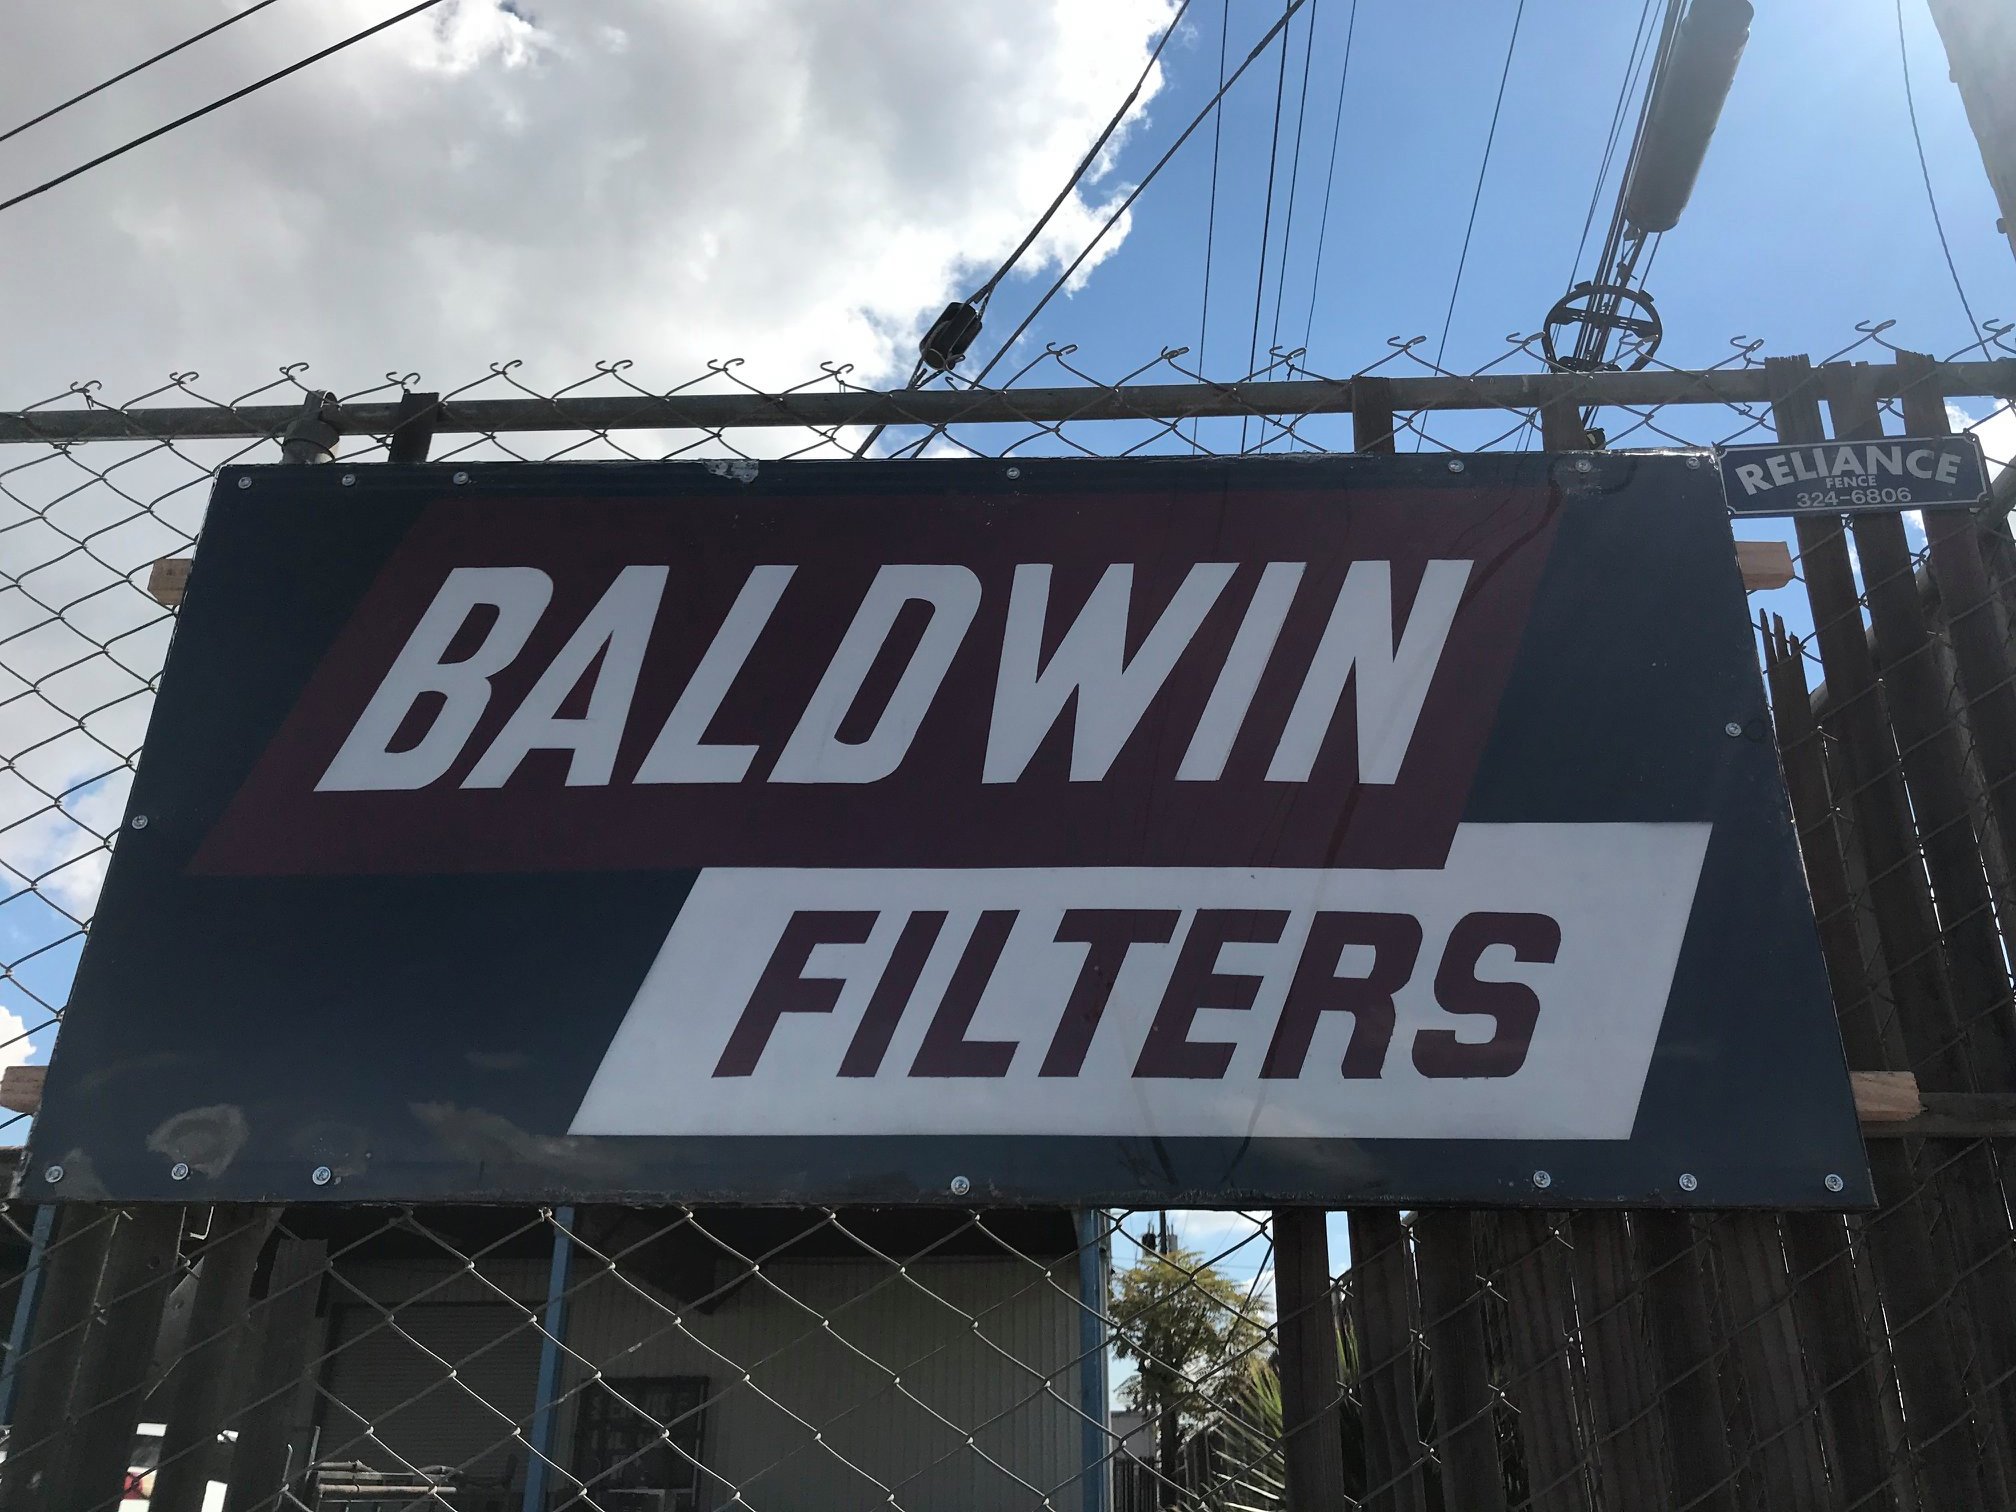 BALDWIN
FILTERS
RELIANCE
FENCE
324-6806